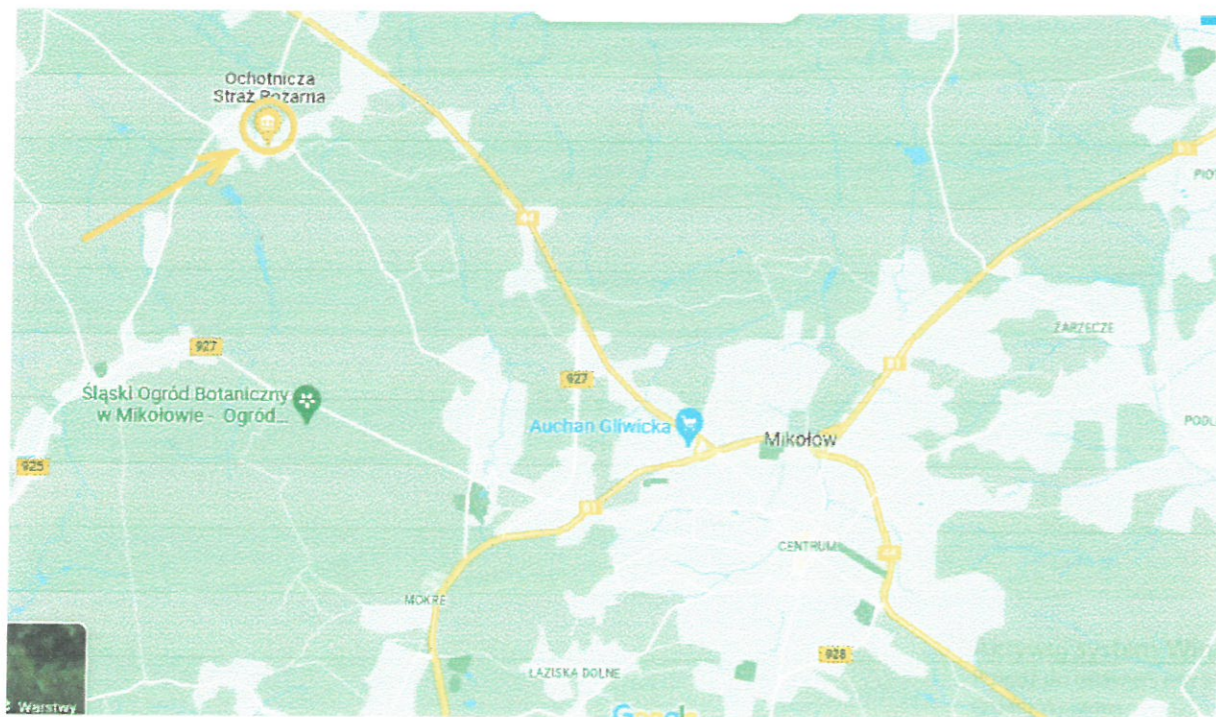 Ochotnicza
Straż Pożarna
44
81
927
ZARZECZE
81
Śląski Ogród Botaniczny
w Mikołowie - Ogród...
927
Auchan Gliwicka
Mikołów
925
81
CENTRUM
44
MOKRE
928
ŁAZISKA DOLNE
Warstwy
Google